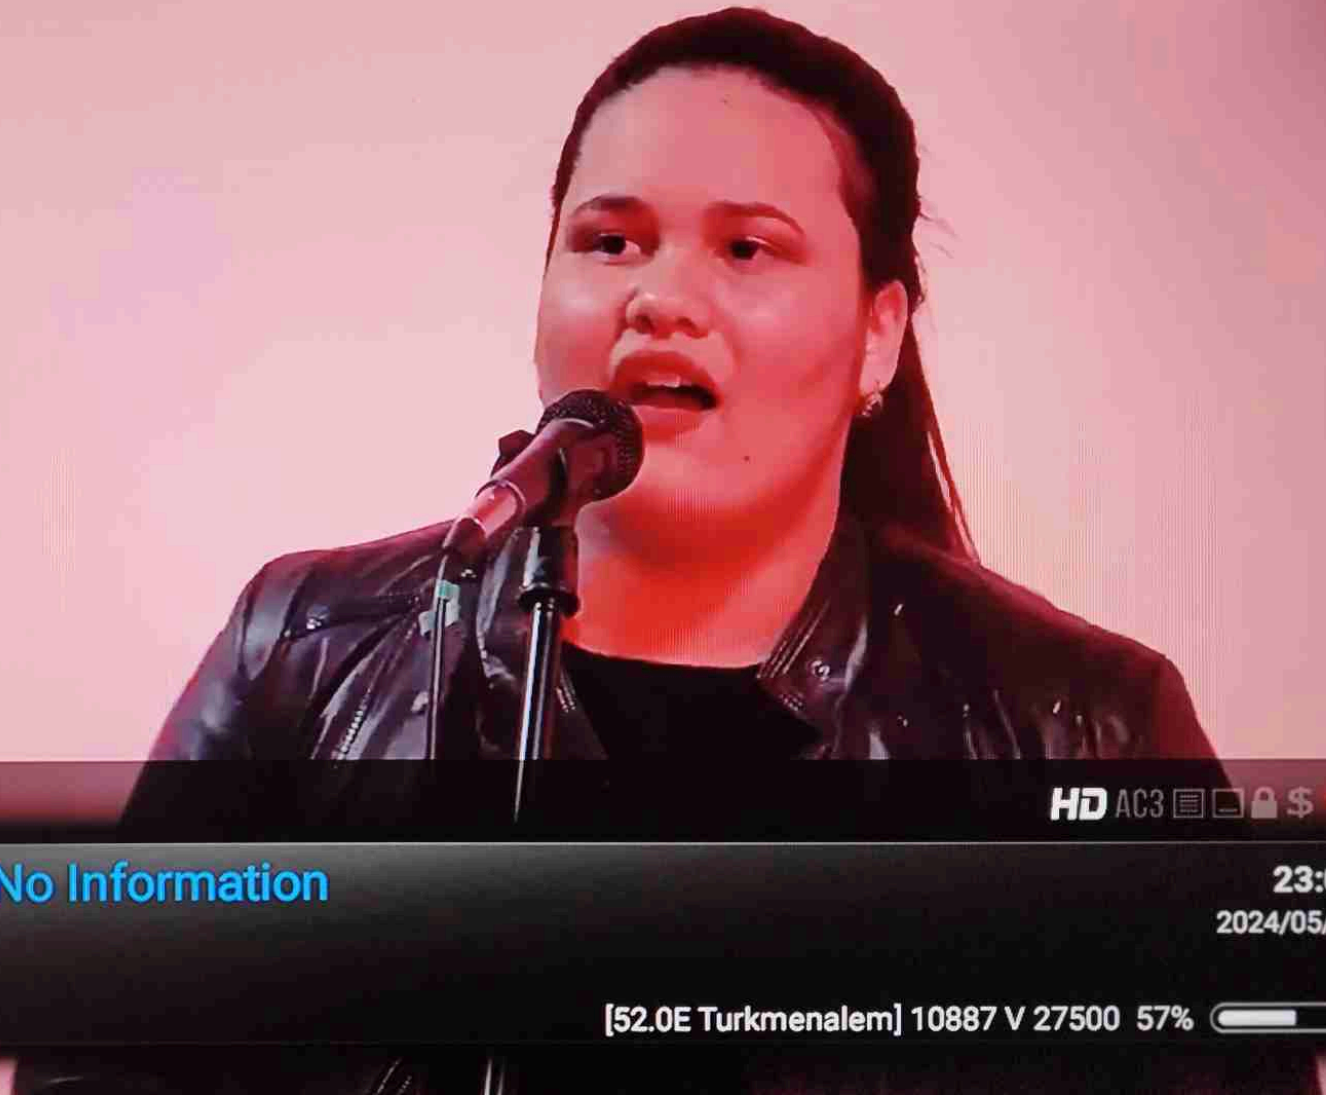 HD AC3 $
No Information
23:
2024/05/
[52.0E Turkmenalem] 10887 V 27500 57%